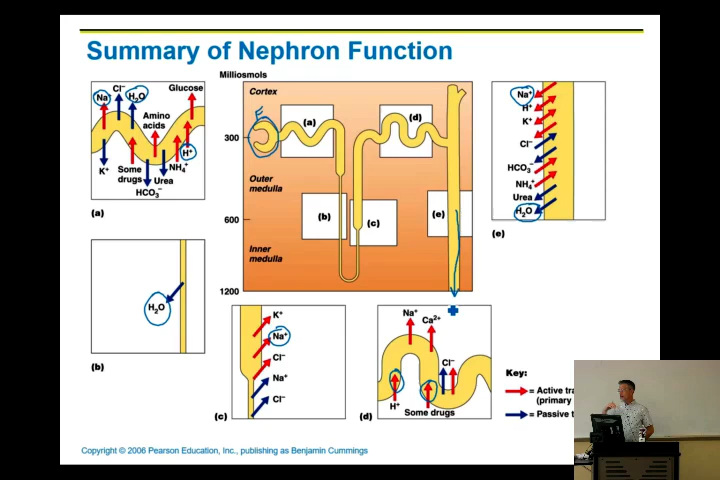 Summary of Nephron Function
Milliosmols
Cortex
300
Outer
medulla
600
Inner
medulla
1200
(a)
(b)
(c)
(d)
(e)
F
Na⁺
Cl⁻
H₂O
Glucose
Amino
acids
H⁺
K⁺
Some
drugs
HCO₃⁻
Urea
NH₄⁺
(a)
H₂O
(b)
K⁺
Na⁺
Cl⁻
Na⁺
Cl⁻
(c)
Na⁺
Ca²⁺
Cl⁻
H⁺
Some drugs
(d)
Na⁺
H⁺
K⁺
Cl⁻
HCO₃⁻
NH₄⁺
Urea
H₂O
(e)
Key:
= Active tra
(primary
= Passive t
Copyright © 2006 Pearson Education, Inc., publishing as Benjamin Cummings